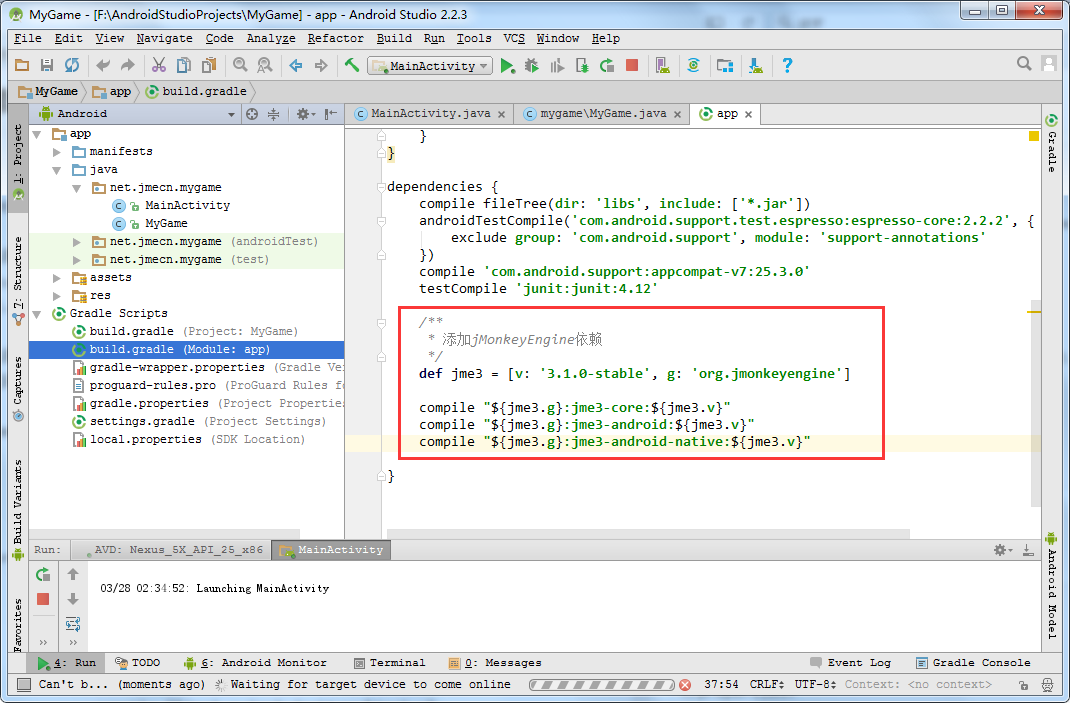 MyGame - [F:\AndroidStudioProjects\MyGame] - app - Android Studio 2.2.3
File Edit View Navigate Code Analyze Refactor Build Run Tools VCS Window Help
MainActivity
MyGame app build.gradle
Android
MainActivity.java mygame\MyGame.java app
1: Project
7: Structure
Captures
Build Variants
Favorites
app
manifests
java
net.jmecn.mygame
MainActivity
MyGame
net.jmecn.mygame (androidTest)
net.jmecn.mygame (test)
assets
res
Gradle Scripts
build.gradle (Project: MyGame)
build.gradle (Module: app)
gradle-wrapper.properties (Gradle Ve
proguard-rules.pro (ProGuard Rules f
gradle.properties (Project Properties
settings.gradle (Project Settings)
local.properties (SDK Location)
}
}
dependencies {
compile fileTree(dir: 'libs', include: ['*.jar'])
androidTestCompile('com.android.support.test.espresso:espresso-core:2.2.2', {
exclude group: 'com.android.support', module: 'support-annotations'
})
compile 'com.android.support:appcompat-v7:25.3.0'
testCompile 'junit:junit:4.12'
/**
* 添加jMonkeyEngine依赖
*/
def jme3 = [v: '3.1.0-stable', g: 'org.jmonkeyengine']
compile "${jme3.g}:jme3-core:${jme3.v}"
compile "${jme3.g}:jme3-android:${jme3.v}"
compile "${jme3.g}:jme3-android-native:${jme3.v}"
}
Gradle
Android Model
Run: AVD: Nexus_5X_API_25_x86 MainActivity
03/28 02:34:52: Launching MainActivity
4: Run TODO 6: Android Monitor Terminal 0: Messages Event Log Gradle Console
Can't b... (moments ago) Waiting for target device to come online 37:54 CRLF UTF-8 Context: <no context>